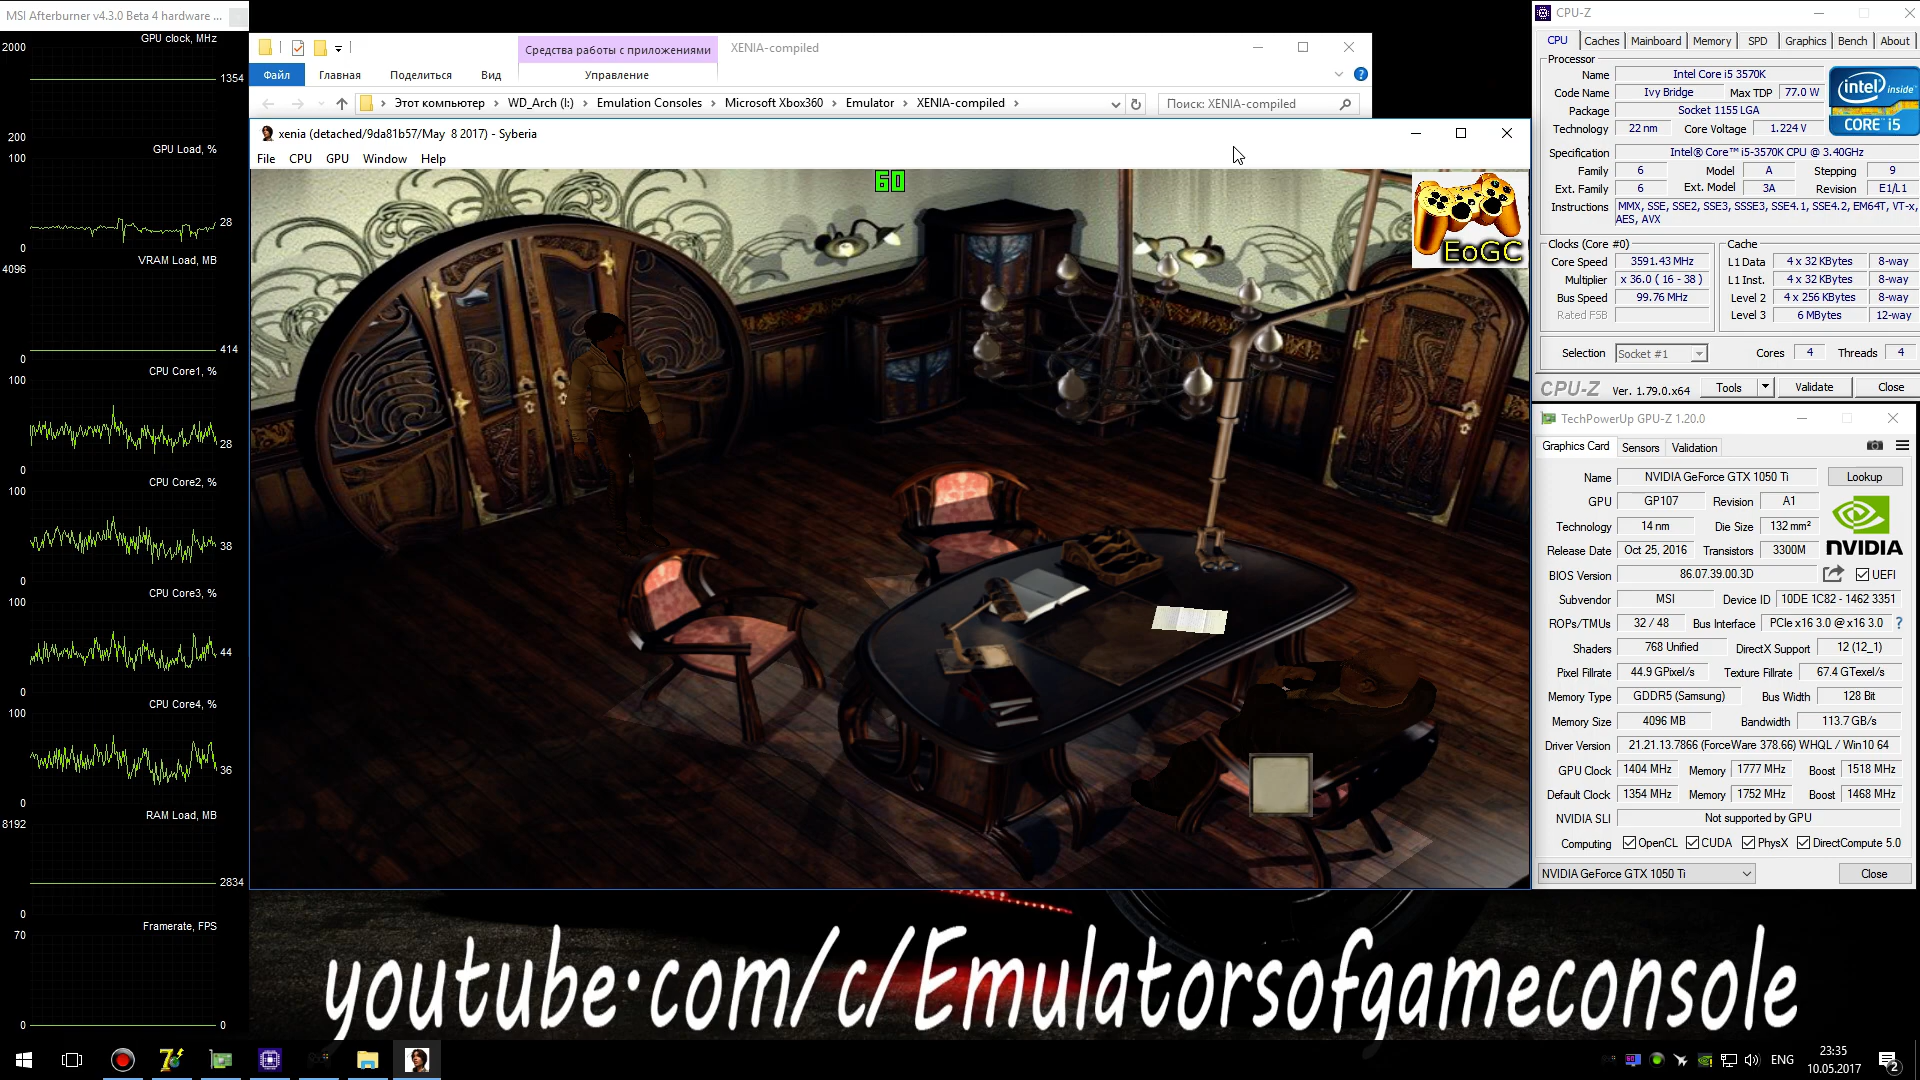 MSI Afterburner v4.3.0 Beta 4 hardware ...
GPU clock, MHz
2000
1354
200
GPU Load, %
100
28
0
VRAM Load, MB
4096
414
0
CPU Core1, %
100
28
0
CPU Core2, %
100
38
0
CPU Core3, %
100
44
0
CPU Core4, %
100
36
0
RAM Load, MB
8192
2834
0
Framerate, FPS
70
0
0
Средства работы с приложениями
XENIA-compiled
Файл
Главная
Поделиться
Вид
Управление
Этот компьютер > WD_Arch (I:) > Emulation Consoles > Microsoft Xbox360 > Emulator > XENIA-compiled >
Поиск: XENIA-compiled
xenia (detached/9da81b57/May 8 2017) - Syberia
File CPU GPU Window Help
60
EoGC
CPU-Z
CPU Caches Mainboard Memory SPD Graphics Bench About
Processor
Name Intel Core i5 3570K
Code Name Ivy Bridge Max TDP 77.0 W
Package Socket 1155 LGA
Technology 22 nm Core Voltage 1.224 V
intel inside™
CORE i5
Specification Intel® Core™ i5-3570K CPU @ 3.40GHz
Family 6 Model A Stepping 9
Ext. Family 6 Ext. Model 3A Revision E1/L1
Instructions MMX, SSE, SSE2, SSE3, SSSE3, SSE4.1, SSE4.2, EM64T, VT-x,
AES, AVX
Clocks (Core #0)
Core Speed 3591.43 MHz
Multiplier x 36.0 ( 16 - 38 )
Bus Speed 99.76 MHz
Rated FSB
Cache
L1 Data 4 x 32 KBytes 8-way
L1 Inst. 4 x 32 KBytes 8-way
Level 2 4 x 256 KBytes 8-way
Level 3 6 MBytes 12-way
Selection Socket #1 Cores 4 Threads 4
CPU-Z Ver. 1.79.0.x64 Tools Validate Close
TechPowerUp GPU-Z 1.20.0
Graphics Card Sensors Validation
Name NVIDIA GeForce GTX 1050 Ti Lookup
GPU GP107 Revision A1
Technology 14 nm Die Size 132 mm²
Release Date Oct 25, 2016 Transistors 3300M
NVIDIA
BIOS Version 86.07.39.00.3D UEFI
Subvendor MSI Device ID 10DE 1C82 - 1462 3351
ROPs/TMUs 32 / 48 Bus Interface PCIe x16 3.0 @ x16 3.0 ?
Shaders 768 Unified DirectX Support 12 (12_1)
Pixel Fillrate 44.9 GPixel/s Texture Fillrate 67.4 GTexel/s
Memory Type GDDR5 (Samsung) Bus Width 128 Bit
Memory Size 4096 MB Bandwidth 113.7 GB/s
Driver Version 21.21.13.7866 (ForceWare 378.66) WHQL / Win10 64
GPU Clock 1404 MHz Memory 1777 MHz Boost 1518 MHz
Default Clock 1354 MHz Memory 1752 MHz Boost 1468 MHz
NVIDIA SLI Not supported by GPU
Computing OpenCL CUDA PhysX DirectCompute 5.0
NVIDIA GeForce GTX 1050 Ti Close
youtube.com/c/Emulatorsofgameconsole
ENG
23:35
10.05.2017
2